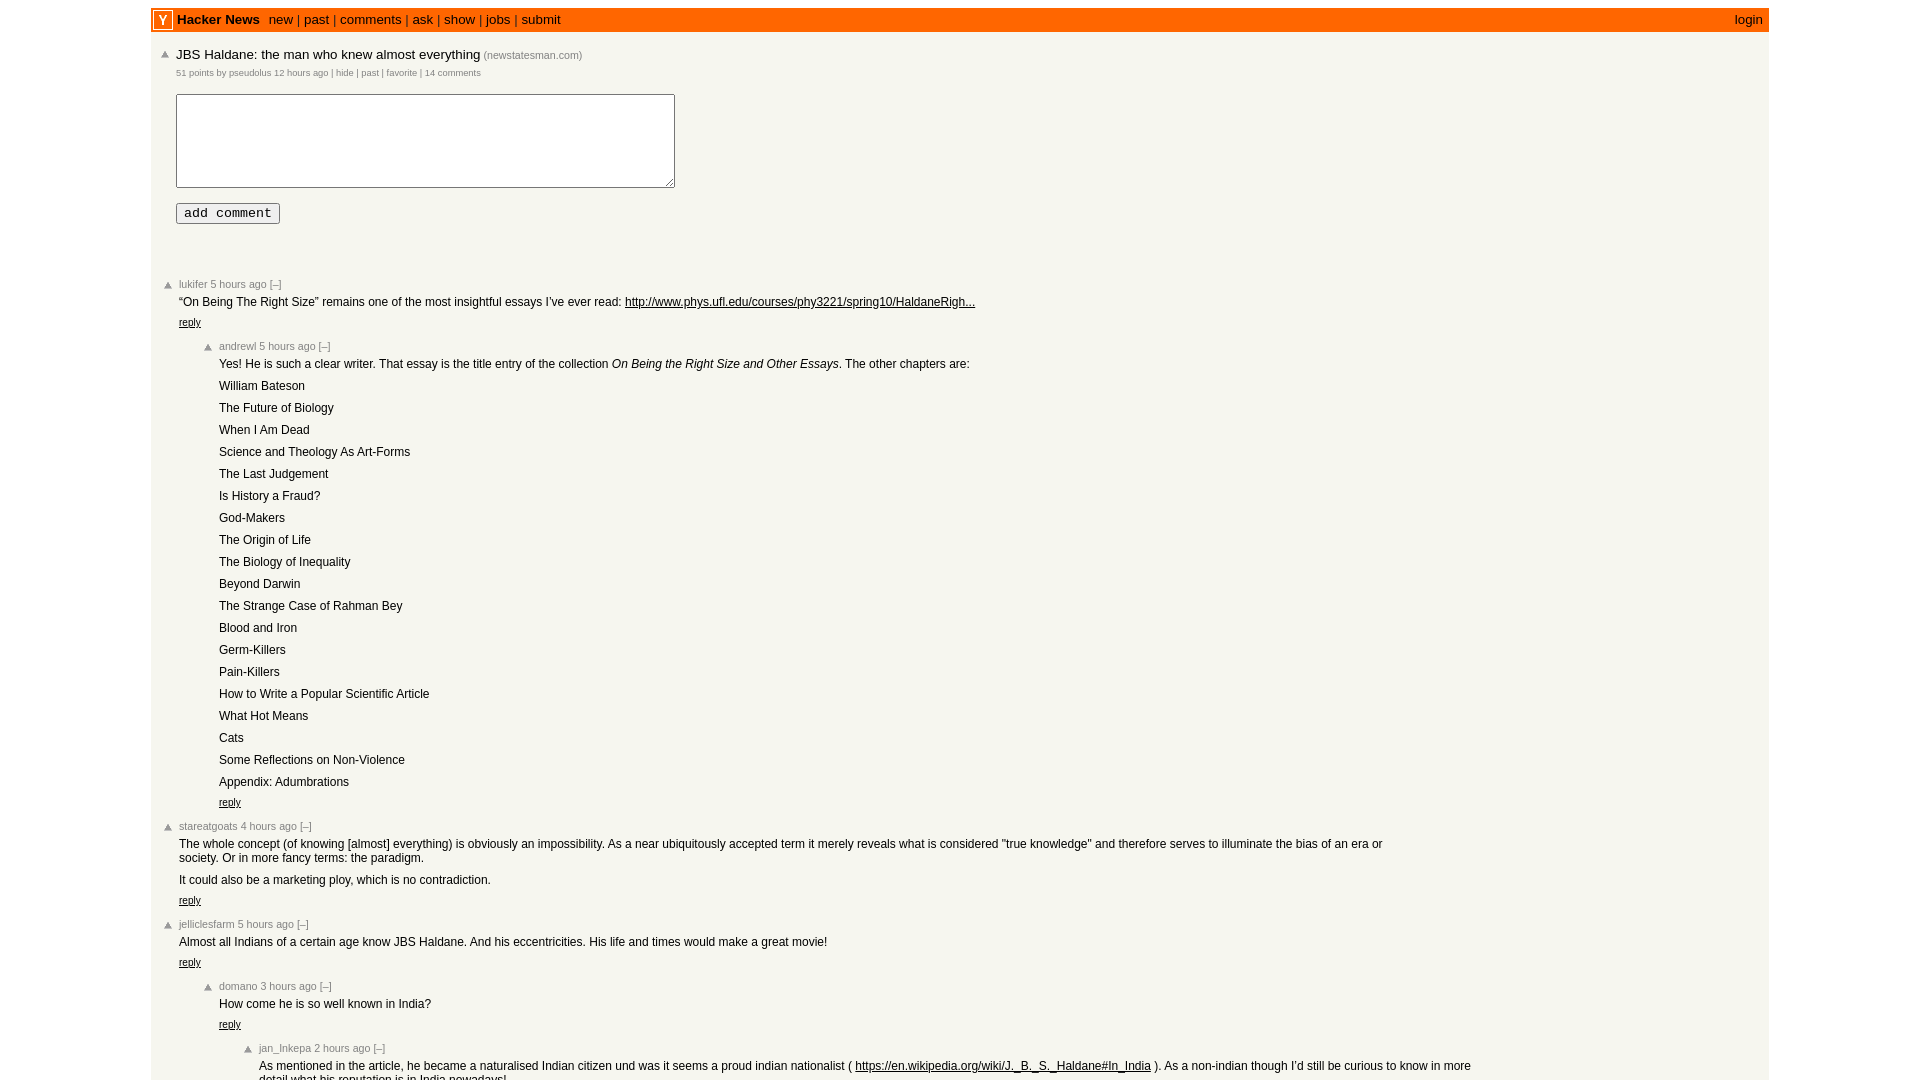 Y Hacker News new | past | comments | ask | show | jobs | submit login
JBS Haldane: the man who knew almost everything (newstatesman.com)
51 points by pseudolus 12 hours ago | hide | past | favorite | 14 comments
add comment
lukifer 5 hours ago [–]
“On Being The Right Size” remains one of the most insightful essays I’ve ever read: http://www.phys.ufl.edu/courses/phy3221/spring10/HaldaneRigh...
reply
andrewl 5 hours ago [–]
Yes! He is such a clear writer. That essay is the title entry of the collection On Being the Right Size and Other Essays. The other chapters are:
William Bateson
The Future of Biology
When I Am Dead
Science and Theology As Art-Forms
The Last Judgement
Is History a Fraud?
God-Makers
The Origin of Life
The Biology of Inequality
Beyond Darwin
The Strange Case of Rahman Bey
Blood and Iron
Germ-Killers
Pain-Killers
How to Write a Popular Scientific Article
What Hot Means
Cats
Some Reflections on Non-Violence
Appendix: Adumbrations
reply
stareatgoats 4 hours ago [–]
The whole concept (of knowing [almost] everything) is obviously an impossibility. As a near ubiquitously accepted term it merely reveals what is considered "true knowledge" and therefore serves to illuminate the bias of an era or
society. Or in more fancy terms: the paradigm.
It could also be a marketing ploy, which is no contradiction.
reply
jelliclesfarm 5 hours ago [–]
Almost all Indians of a certain age know JBS Haldane. And his eccentricities. His life and times would make a great movie!
reply
domano 3 hours ago [–]
How come he is so well known in India?
reply
jan_Inkepa 2 hours ago [–]
As mentioned in the article, he became a naturalised Indian citizen und was it seems a proud indian nationalist ( https://en.wikipedia.org/wiki/J._B._S._Haldane#In_India ). As a non-indian though I’d still be curious to know in more
detail what his reputation is in India nowadays!